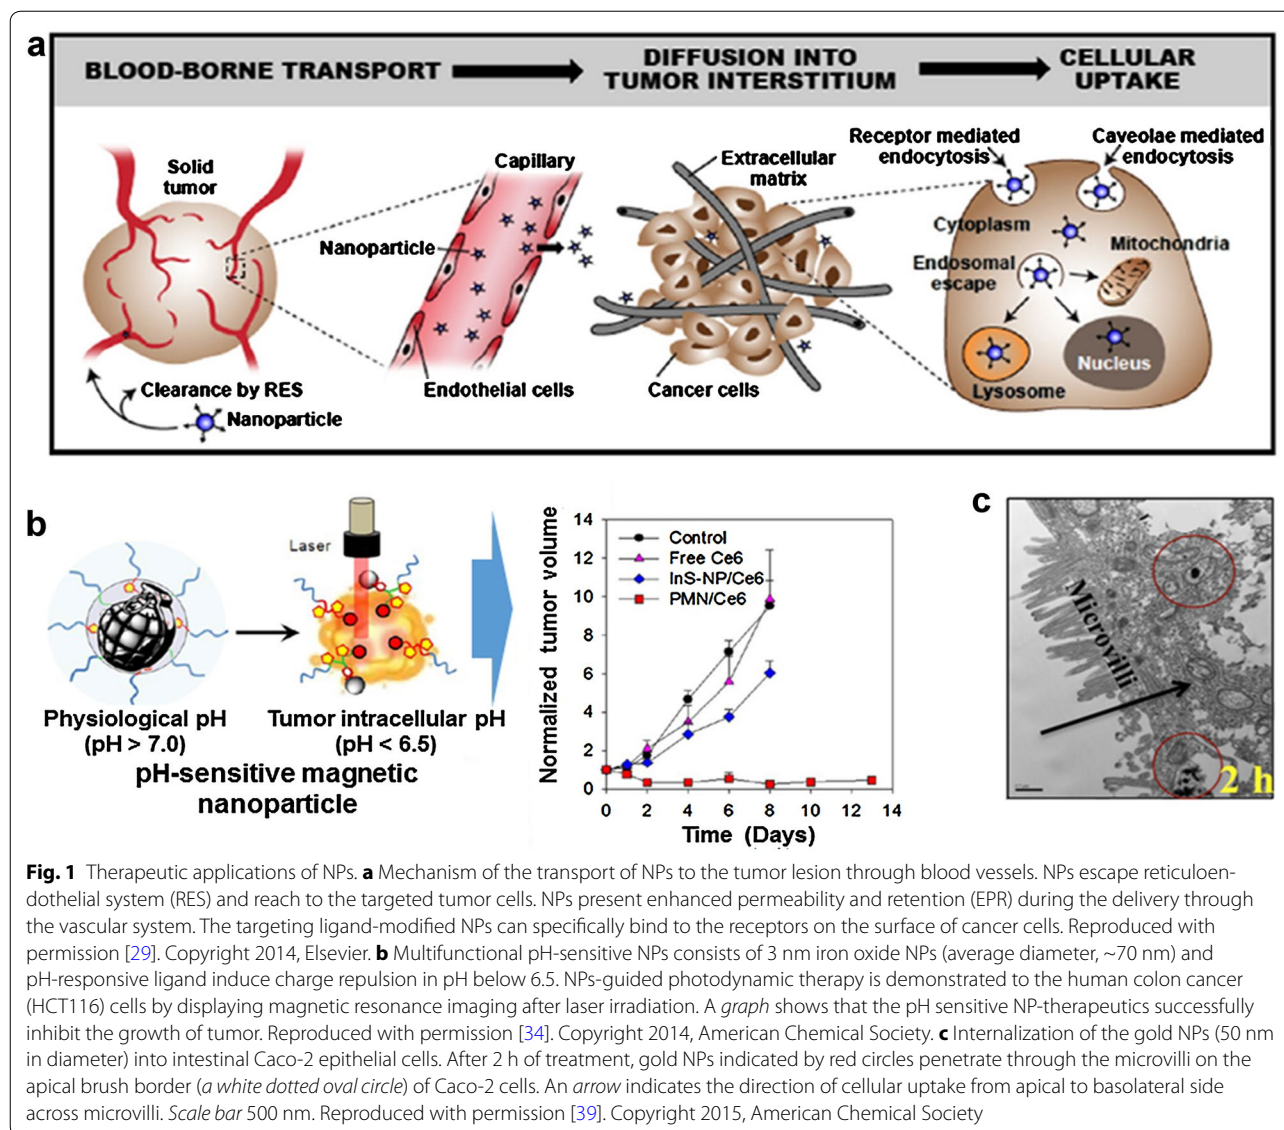 a
BLOOD-BORNE TRANSPORT
DIFFUSION INTO
TUMOR INTERSTITIUM
CELLULAR
UPTAKE
Solid
tumor
Clearance by RES
Nanoparticle
Capillary
Nanoparticle
Endothelial cells
Extracellular
matrix
Cancer cells
Receptor mediated
endocytosis
Caveolae mediated
endocytosis
Cytoplasm
Mitochondria
Endosomal
escape
Nucleus
Lysosome
b
Laser
Physiological pH
(pH > 7.0)
Tumor intracellular pH
(pH < 6.5)
pH-sensitive magnetic
nanoparticle
Normalized tumor volume
14
12
10
8
6
4
2
0
Control
Free Ce6
InS-NP/Ce6
PMN/Ce6
0 2 4 6 8 10 12 14
Time (Days)
c
Microvilli
2 h
Fig. 1 Therapeutic applications of NPs. a Mechanism of the transport of NPs to the tumor lesion through blood vessels. NPs escape reticuloen-
dothelial system (RES) and reach to the targeted tumor cells. NPs present enhanced permeability and retention (EPR) during the delivery through
the vascular system. The targeting ligand-modified NPs can specifically bind to the receptors on the surface of cancer cells. Reproduced with
permission [29]. Copyright 2014, Elsevier. b Multifunctional pH-sensitive NPs consists of 3 nm iron oxide NPs (average diameter, ~70 nm) and
pH-responsive ligand induce charge repulsion in pH below 6.5. NPs-guided photodynamic therapy is demonstrated to the human colon cancer
(HCT116) cells by displaying magnetic resonance imaging after laser irradiation. A graph shows that the pH sensitive NP-therapeutics successfully
inhibit the growth of tumor. Reproduced with permission [34]. Copyright 2014, American Chemical Society. c Internalization of the gold NPs (50 nm
in diameter) into intestinal Caco-2 epithelial cells. After 2 h of treatment, gold NPs indicated by red circles penetrate through the microvilli on the
apical brush border (a white dotted oval circle) of Caco-2 cells. An arrow indicates the direction of cellular uptake from apical to basolateral side
across microvilli. Scale bar 500 nm. Reproduced with permission [39]. Copyright 2015, American Chemical Society